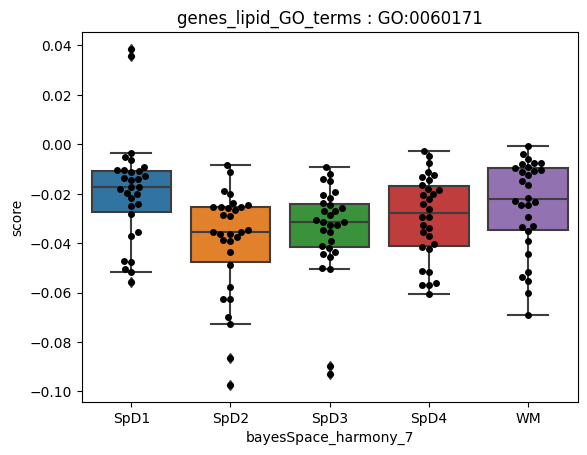 genes_lipid_GO_terms : GO:0060171
0.04
0.02
0.00
−0.02
−0.04
−0.06
−0.08
−0.10
score
SpD1 SpD2 SpD3 SpD4 WM
bayesSpace_harmony_7